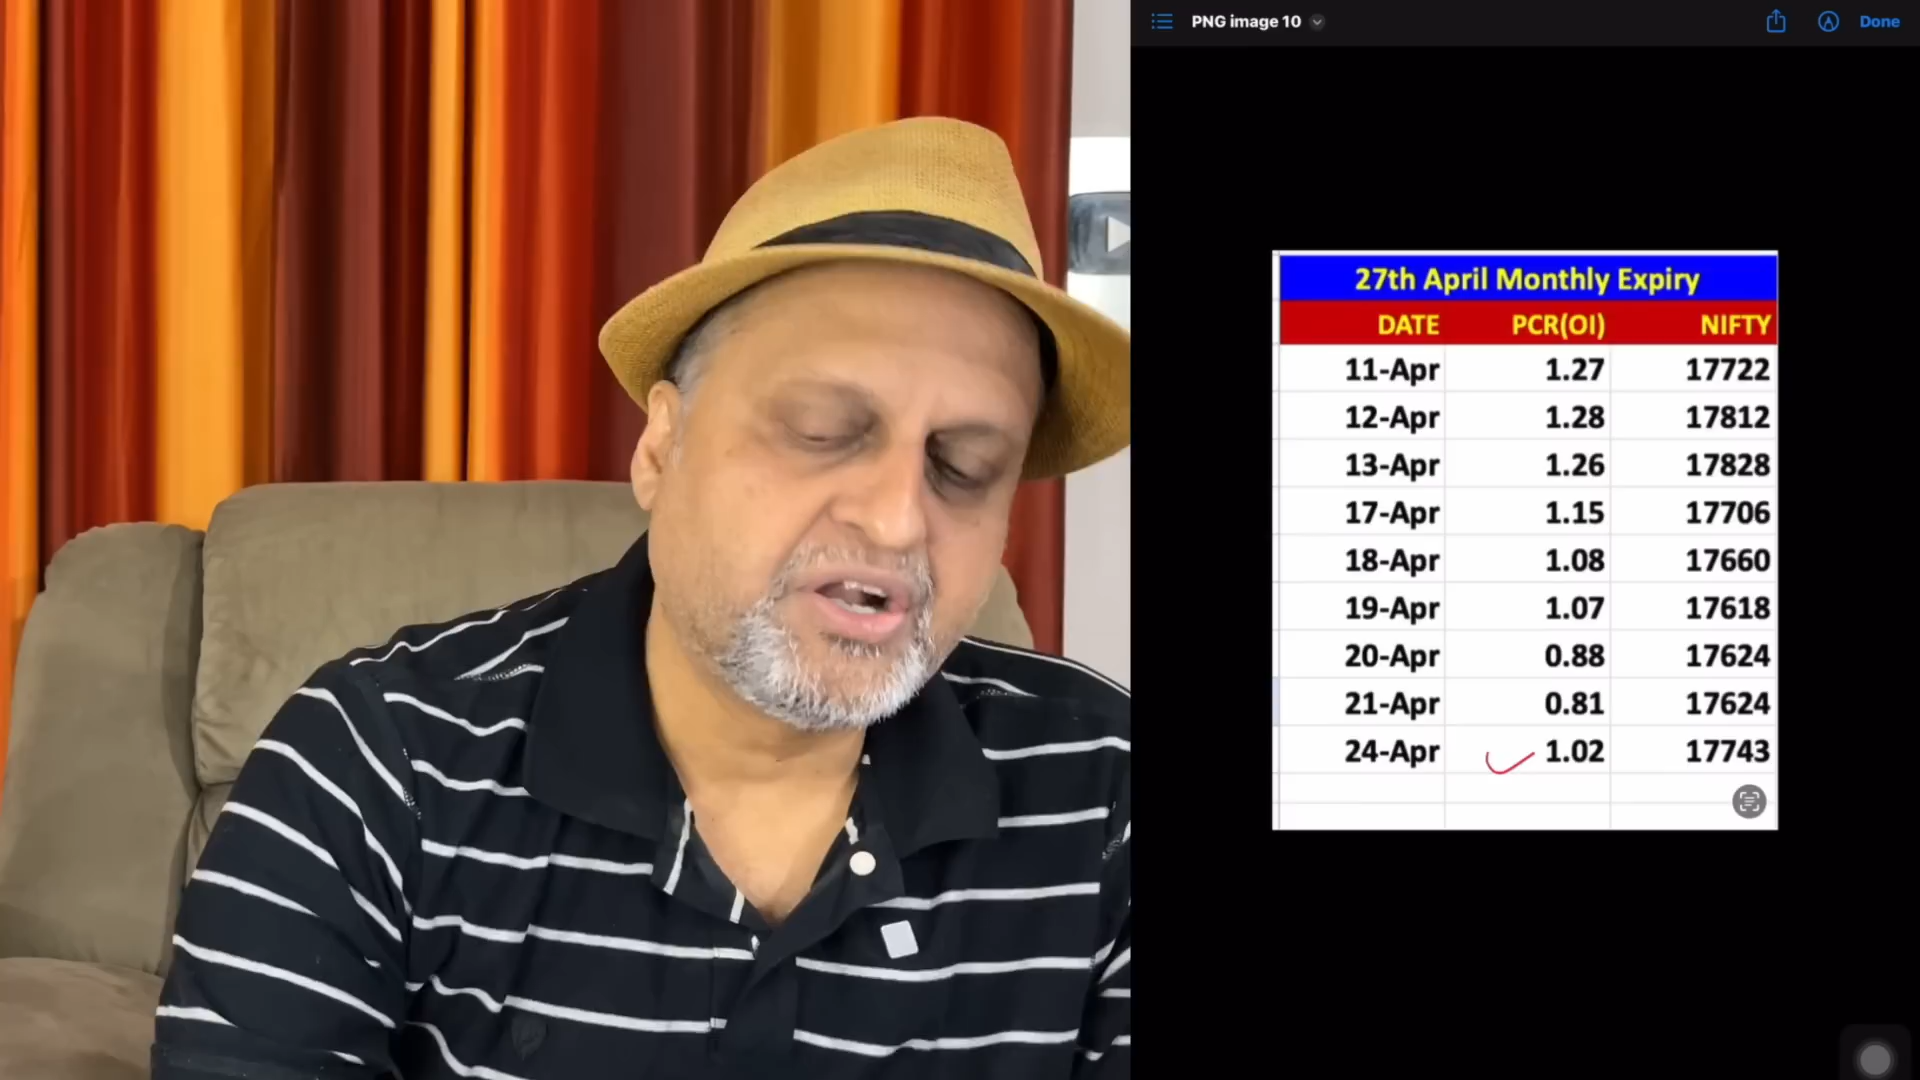 PNG image 10
Done
27th April Monthly Expiry
DATE PCR(OI) NIFTY
11-Apr 1.27 17722
12-Apr 1.28 17812
13-Apr 1.26 17828
17-Apr 1.15 17706
18-Apr 1.08 17660
19-Apr 1.07 17618
20-Apr 0.88 17624
21-Apr 0.81 17624
24-Apr 1.02 17743